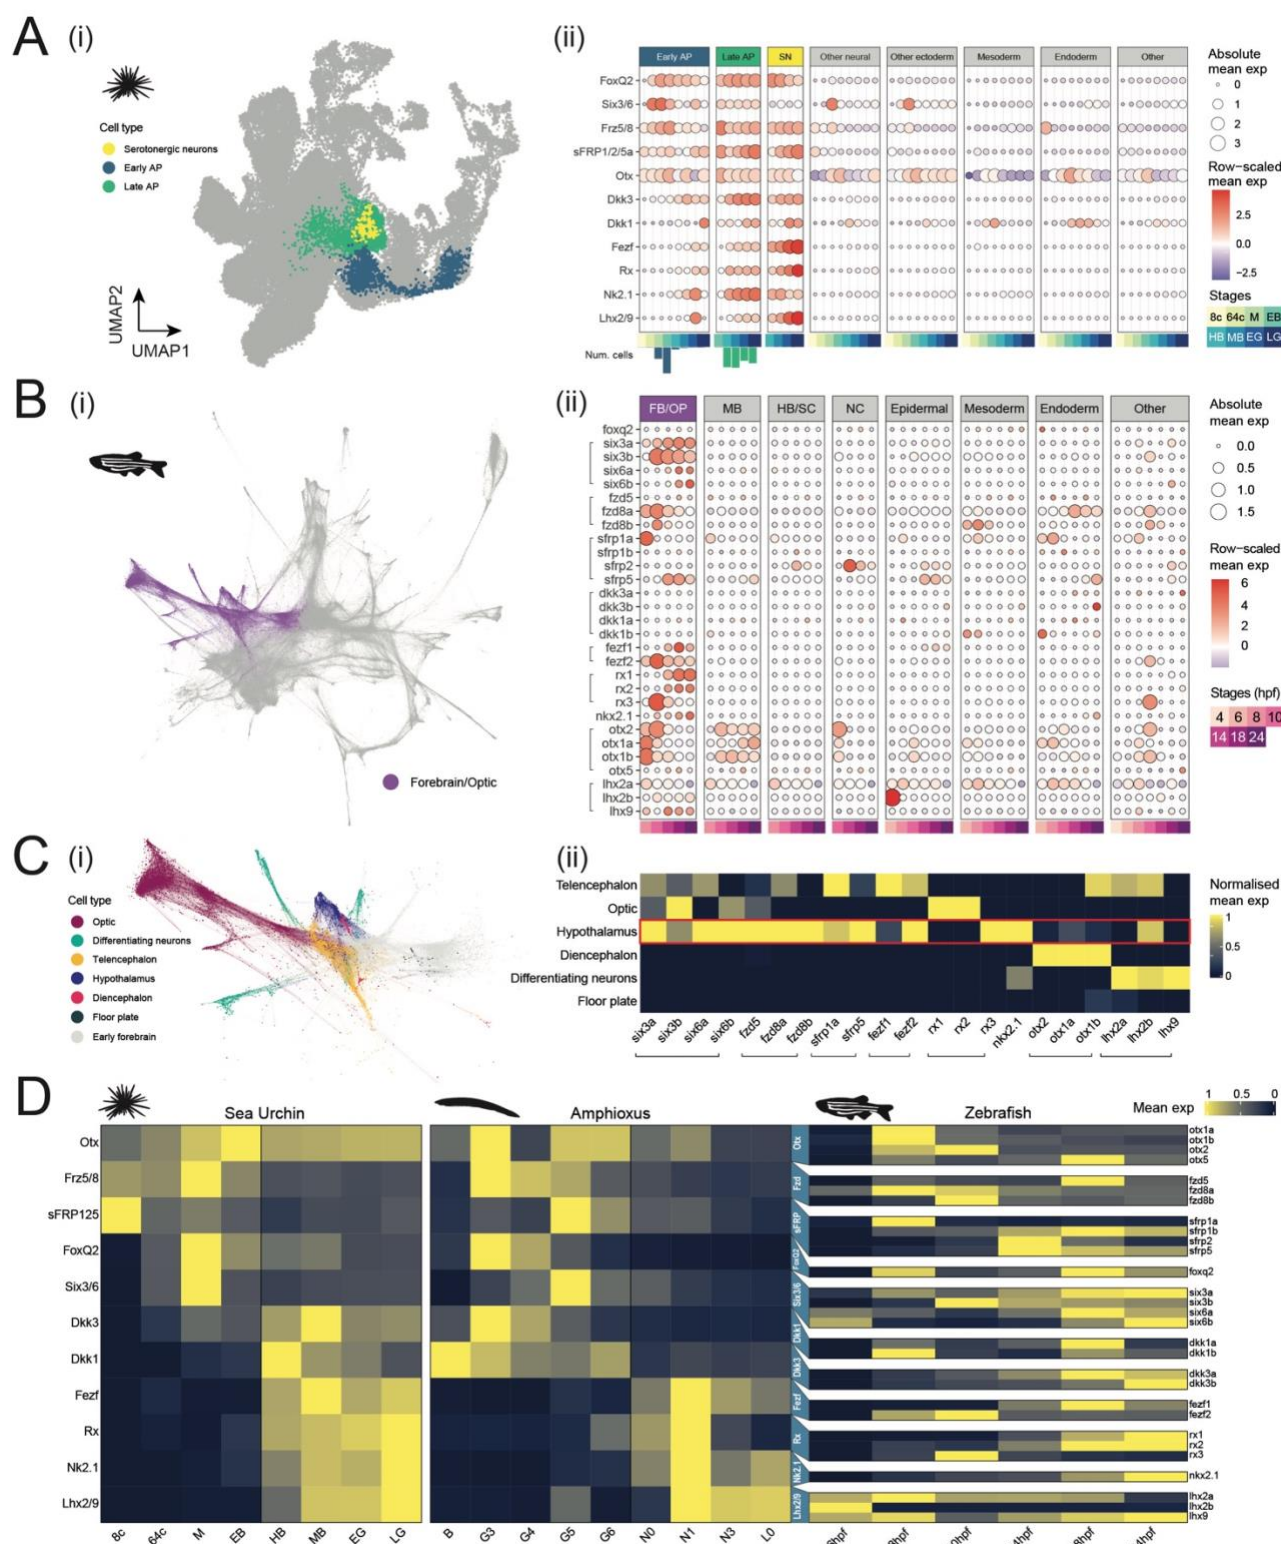 A (i)
Cell type
Serotonergic neurons
Early AP
Late AP
UMAP2
UMAP1
(ii)
Early AP Late AP SN Other neural Other ectoderm Mesoderm Endoderm Other
FoxQ2
Six3/6
Frz5/8
sFRP1/2/5a
Otx
Dkk3
Dkk1
Fezf
Rx
Nk2.1
Lhx2/9
Num. cells
Absolute
mean exp
0
1
2
3
Row-scaled
mean exp
2.5
0.0
−2.5
Stages
8c 64c M EB
HB MB EG LG
B (i)
Forebrain/Optic
(ii)
FB/OP MB HB/SC NC Epidermal Mesoderm Endoderm Other
foxq2
six3a
six3b
six6a
six6b
fzd5
fzd8a
fzd8b
sfrp1a
sfrp1b
sfrp2
sfrp5
dkk3a
dkk3b
dkk1a
dkk1b
fezf1
fezf2
rx1
rx2
rx3
nkx2.1
otx2
otx1a
otx1b
otx5
lhx2a
lhx2b
lhx9
Absolute
mean exp
0.0
0.5
1.0
1.5
Row-scaled
mean exp
6
4
2
0
Stages (hpf)
4 6 8 10
14 18 24
C (i)
Cell type
Optic
Differentiating neurons
Telencephalon
Hypothalamus
Diencephalon
Floor plate
Early forebrain
(ii)
Telencephalon
Optic
Hypothalamus
Diencephalon
Differentiating neurons
Floor plate
six3a six3b six6a six6b fzd5 fzd8a fzd8b sfrp1a sfrp5 fezf1 fezf2 rx1 rx2 rx3 nkx2.1 otx2 otx1a otx1b lhx2a lhx2b lhx9
Normalised
mean exp
1
0.5
0
D
Sea Urchin
Amphioxus
Zebrafish
Mean exp
1 0.5 0
Otx
Frz5/8
sFRP125
FoxQ2
Six3/6
Dkk3
Dkk1
Fezf
Rx
Nk2.1
Lhx2/9
8c 64c M EB HB MB EG LG
B G3 G4 G5 G6 N0 N1 N3 L0
Otx
Fzd
sFRP
FoxQ2
Six3/6
Dkk1
Dkk3
Fezf
Rx
Nk2.1
Lhx2/9
otx1a
otx1b
otx2
otx5
fzd5
fzd8a
fzd8b
sfrp1a
sfrp1b
sfrp2
sfrp5
foxq2
six3a
six3b
six6a
six6b
dkk1a
dkk1b
dkk3a
dkk3b
fezf1
fezf2
rx1
rx2
rx3
nkx2.1
lhx2a
lhx2b
lhx9